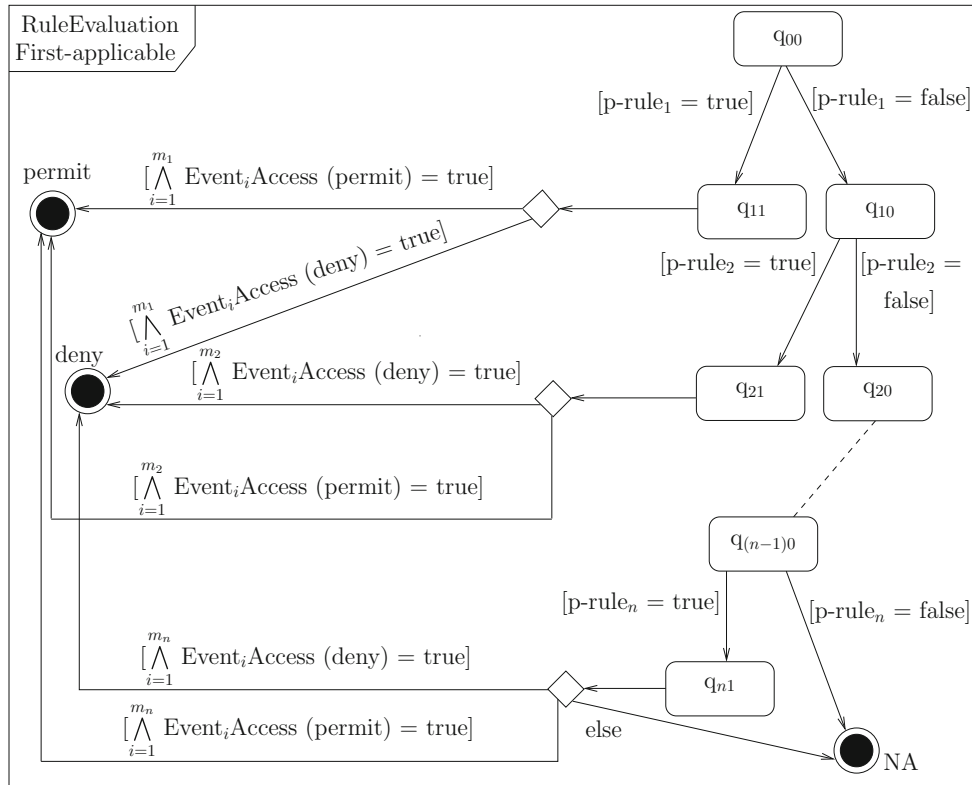 RuleEvaluation
First-applicable
q₀₀
[p-rule₁ = true]
[p-rule₁ = false]
permit
[⋀ᵢ₌₁^{m₁} EventᵢAccess (permit) = true]
q₁₁
q₁₀
[⋀ᵢ₌₁^{m₁} EventᵢAccess (deny) = true]
[p-rule₂ = true]
[p-rule₂ =
false]
deny
[⋀ᵢ₌₁^{m₂} EventᵢAccess (deny) = true]
q₂₁
q₂₀
[⋀ᵢ₌₁^{m₂} EventᵢAccess (permit) = true]
q₍ₙ₋₁₎₀
[p-ruleₙ = true]
[p-ruleₙ = false]
[⋀ᵢ₌₁^{mₙ} EventᵢAccess (deny) = true]
qₙ₁
[⋀ᵢ₌₁^{mₙ} EventᵢAccess (permit) = true]
else
NA